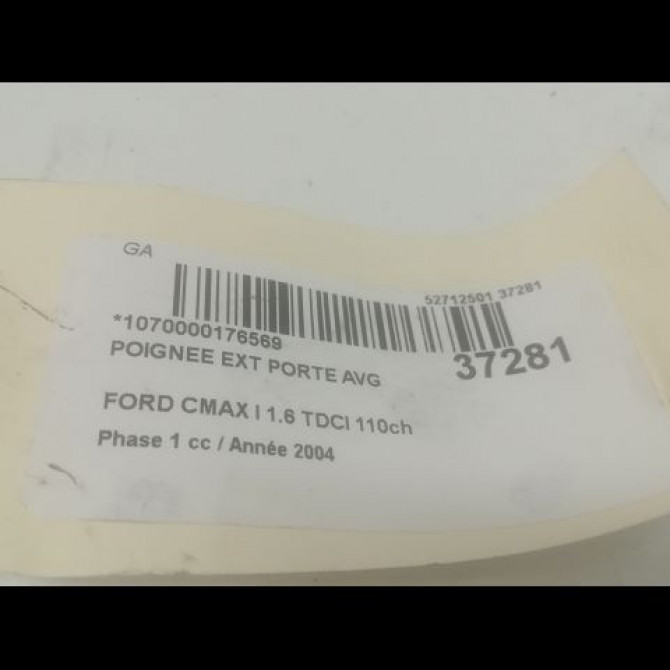 GA
52712501 37281
*1070000176569
37281
POIGNEE EXT PORTE AVG
FORD CMAX I 1.6 TDCI 110ch
Phase 1 cc / Année 2004